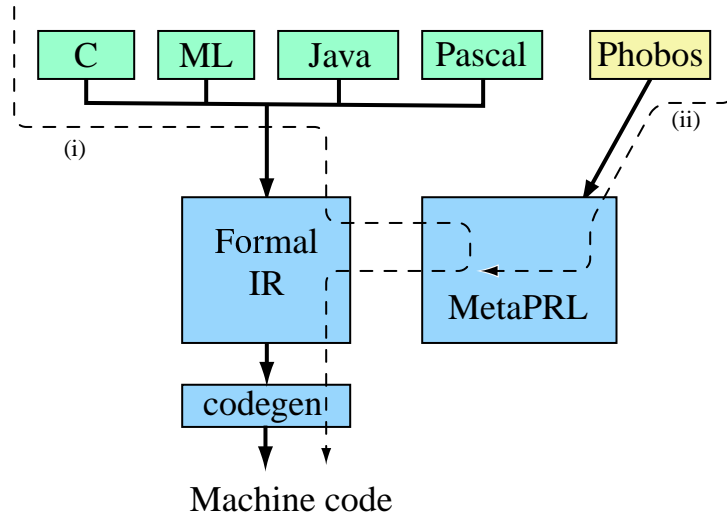 C ML Java Pascal Phobos
(i) (ii)
Formal
IR
MetaPRL
codegen
Machine code